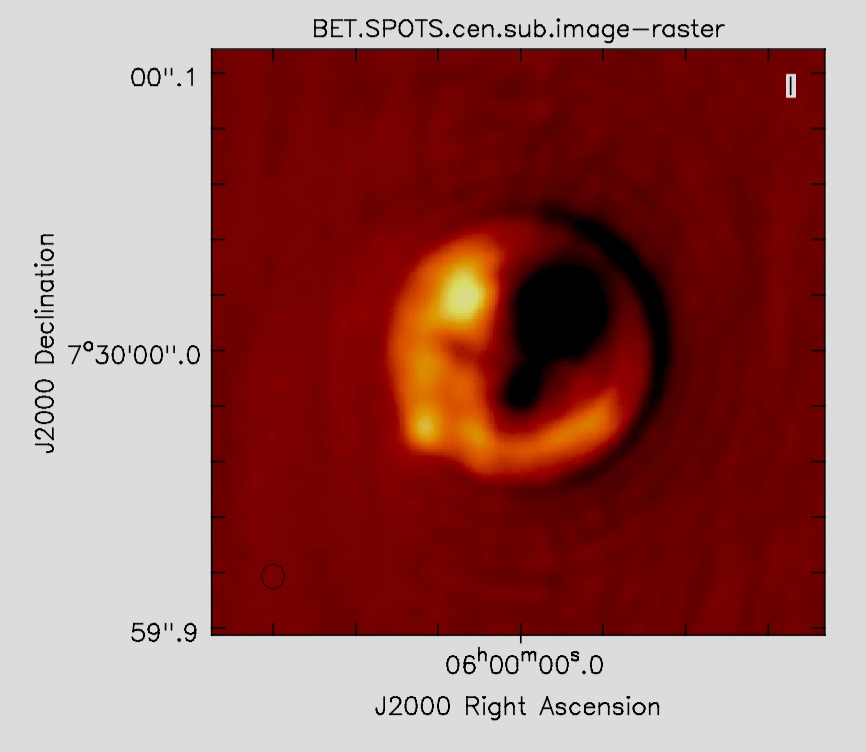 BET.SPOTS.cen.sub.image-raster
00".1
I
J2000 Declination
7°30'00".0
59".9
06ʰ00ᵐ00ˢ.0
J2000 Right Ascension